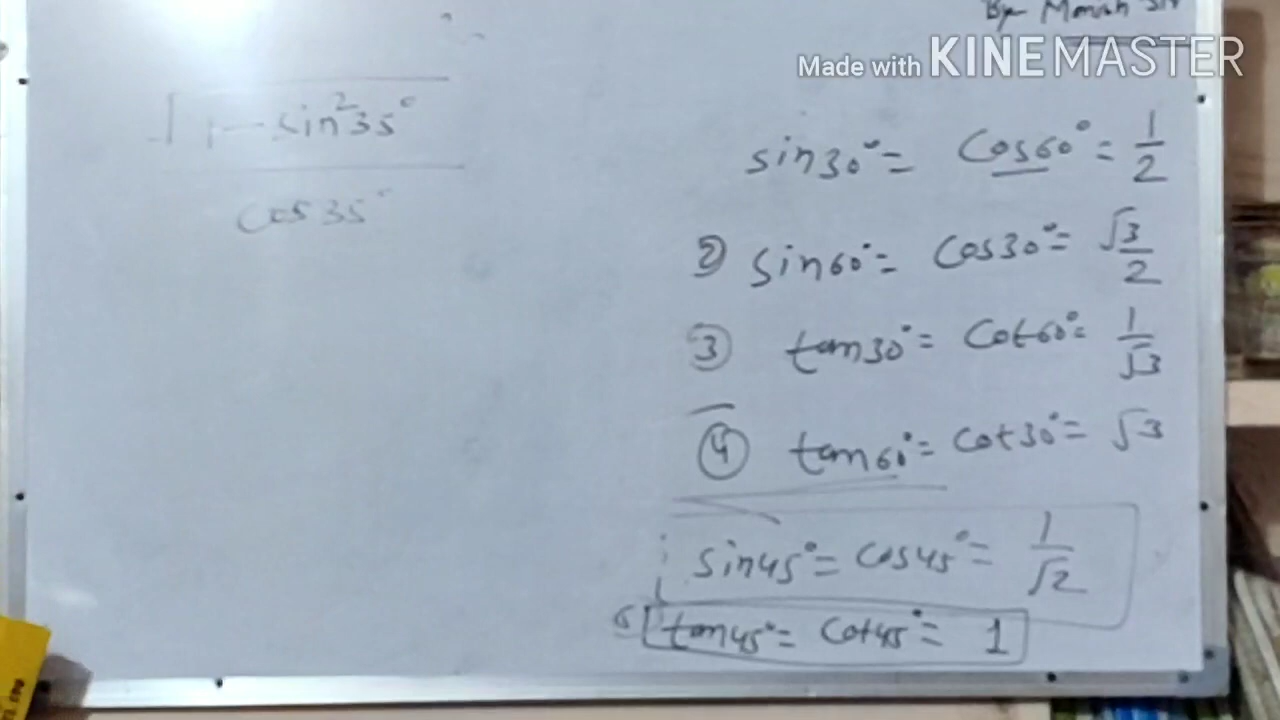 By Manish Sir
Made with KINEMASTER
√1-sin²35°
cos35°
sin30°= cos60° = 1/2
2) sin60°= cos30°= √3/2
③ tan30°= cot60°= 1/√3
④ tan60°= cot30°= √3
sin45°= cos45°= 1/√2
6 tan45°= cot45°= 1